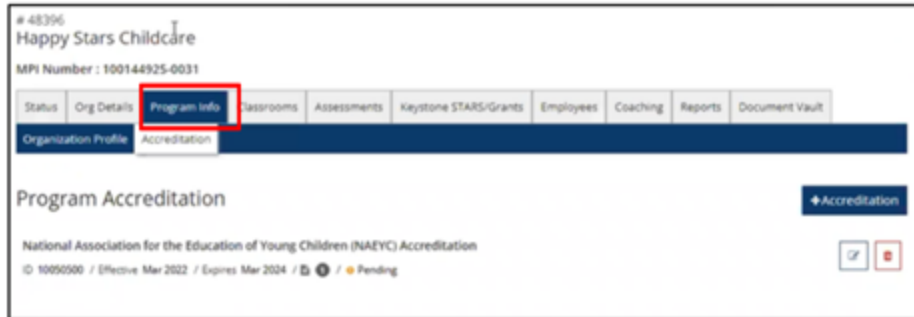 # 48396
Happy Stars Childcare
MPI Number : 100144925-0031
Status Org Details Program Info Classrooms Assessments Keystone STARS/Grants Employees Coaching Reports Document Vault
Organization Profile Accreditation
Program Accreditation
+Accreditation
National Association for the Education of Young Children (NAEYC) Accreditation
ID 10050500 / Effective Mar 2022 / Expires Mar 2024 / 1 / Pending